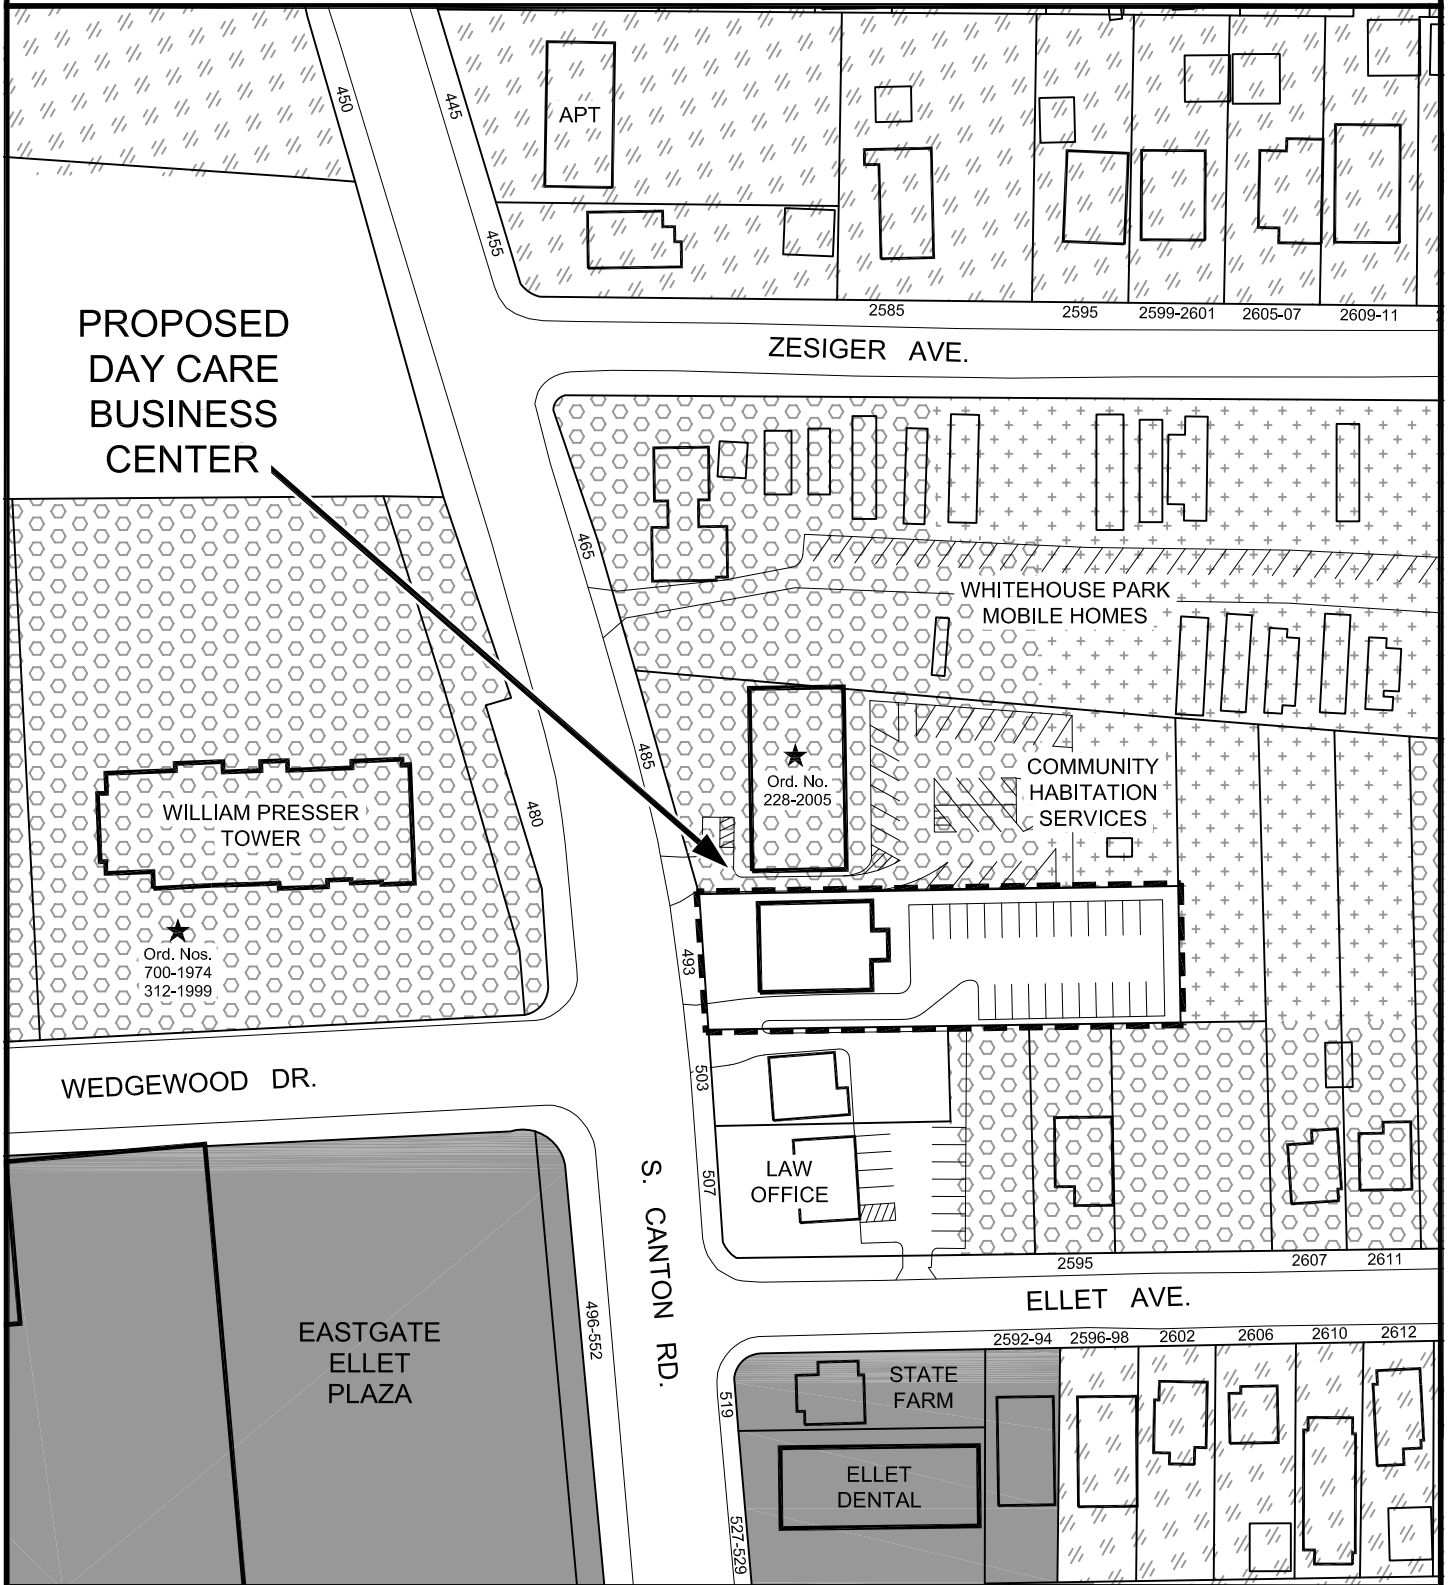 450
445
APT
455
2585
2595
2599-2601
2605-07
2609-11
ZESIGER AVE.
PROPOSED
DAY CARE
BUSINESS
CENTER
465
WHITEHOUSE PARK
MOBILE HOMES
485
Ord. No.
228-2005
COMMUNITY
HABITATION
SERVICES
WILLIAM PRESSER
TOWER
480
Ord. Nos.
700-1974
312-1999
493
WEDGEWOOD DR.
503
LAW
OFFICE
507
S. CANTON RD.
2595
2607
2611
ELLET AVE.
496-552
EASTGATE
ELLET
PLAZA
2592-94
2596-98
2602
2606
2610
2612
STATE
FARM
519
ELLET
DENTAL
527-529